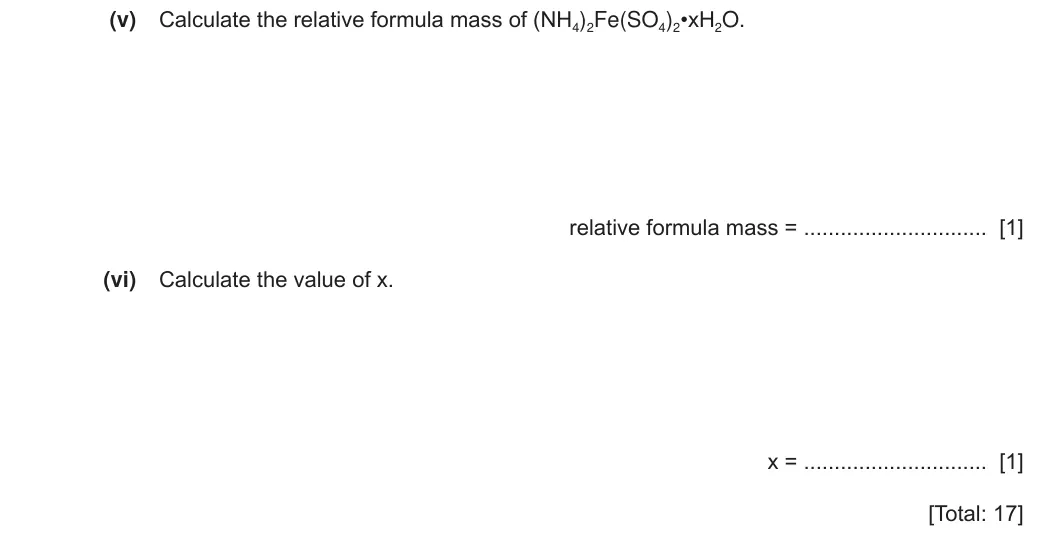 (v) Calculate the relative formula mass of (NH₄)₂Fe(SO₄)₂•xH₂O.
relative formula mass = .............................. [1]
(vi) Calculate the value of x.
x = .............................. [1]
[Total: 17]